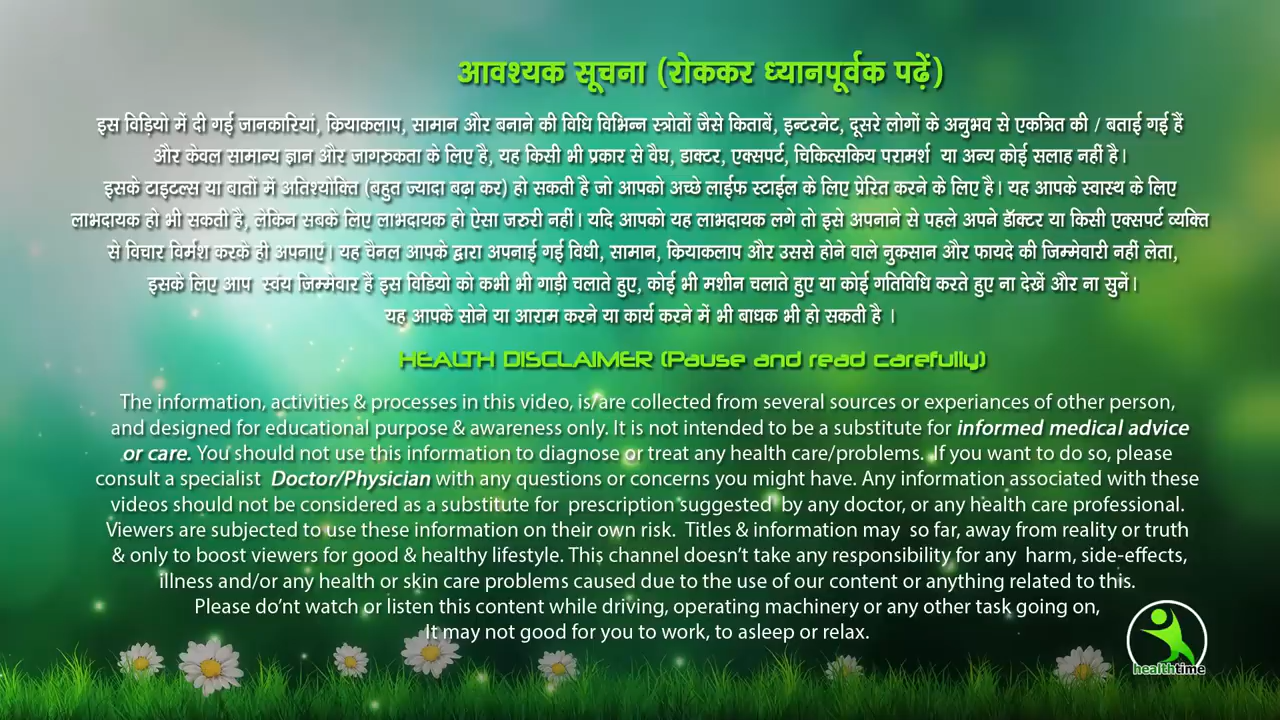 आवश्यक सूचना (रोककर ध्यानपूर्वक पढ़ें)
इस विड़ियो में दी गई जानकारियां, क्रियाकलाप, सामान और बनाने की विधि विभिन्न स्त्रोतों जैसे किताबें, इन्टरनेट, दूसरे लोगों के अनुभव से एकत्रित की / बताई गई हैं
और केवल सामान्य ज्ञान और जागरुकता के लिए है, यह किसी भी प्रकार से वैघ, डाक्टर, एक्सपर्ट, चिकित्सकिय परामर्श या अन्य कोई सलाह नहीं है।
इसके टाइटल्स या बातों में अतिश्योक्ति (बहुत ज्यादा बढ़ा कर) हो सकती है जो आपको अच्छे लाईफ स्टाईल के लिए प्रेरित करने के लिए है। यह आपके स्वास्थ के लिए
लाभदायक हो भी सकती है, लेकिन सबके लिए लाभदायक हो ऐसा जरुरी नहीं। यदि आपको यह लाभदायक लगे तो इसे अपनाने से पहले अपने डॉक्टर या किसी एक्सपर्ट व्यक्ति
से विचार विर्मश करके ही अपनाएं। यह चैनल आपके द्वारा अपनाई गई विधी, सामान, क्रियाकलाप और उससे होने वाले नुकसान और फायदे की जिम्मेवारी नहीं लेता,
इसके लिए आप स्वंय जिम्मेवार हैं इस विडियो को कभी भी गाड़ी चलाते हुए, कोई भी मशीन चलाते हुए या कोई गतिविधि करते हुए ना देखें और ना सुनें।
यह आपके सोने या आराम करने या कार्य करने में भी बाधक भी हो सकती है ।
HEALTH DISCLAIMER (Pause and read carefully)
The information, activities & processes in this video, is/are collected from several sources or experiances of other person,
and designed for educational purpose & awareness only. It is not intended to be a substitute for informed medical advice
or care. You should not use this information to diagnose or treat any health care/problems. If you want to do so, please
consult a specialist Doctor/Physician with any questions or concerns you might have. Any information associated with these
videos should not be considered as a substitute for prescription suggested by any doctor, or any health care professional.
Viewers are subjected to use these information on their own risk. Titles & information may so far, away from reality or truth
& only to boost viewers for good & healthy lifestyle. This channel doesn't take any responsibility for any harm, side-effects,
illness and/or any health or skin care problems caused due to the use of our content or anything related to this.
Please do'nt watch or listen this content while driving, operating machinery or any other task going on,
It may not good for you to work, to asleep or relax.
healthtime